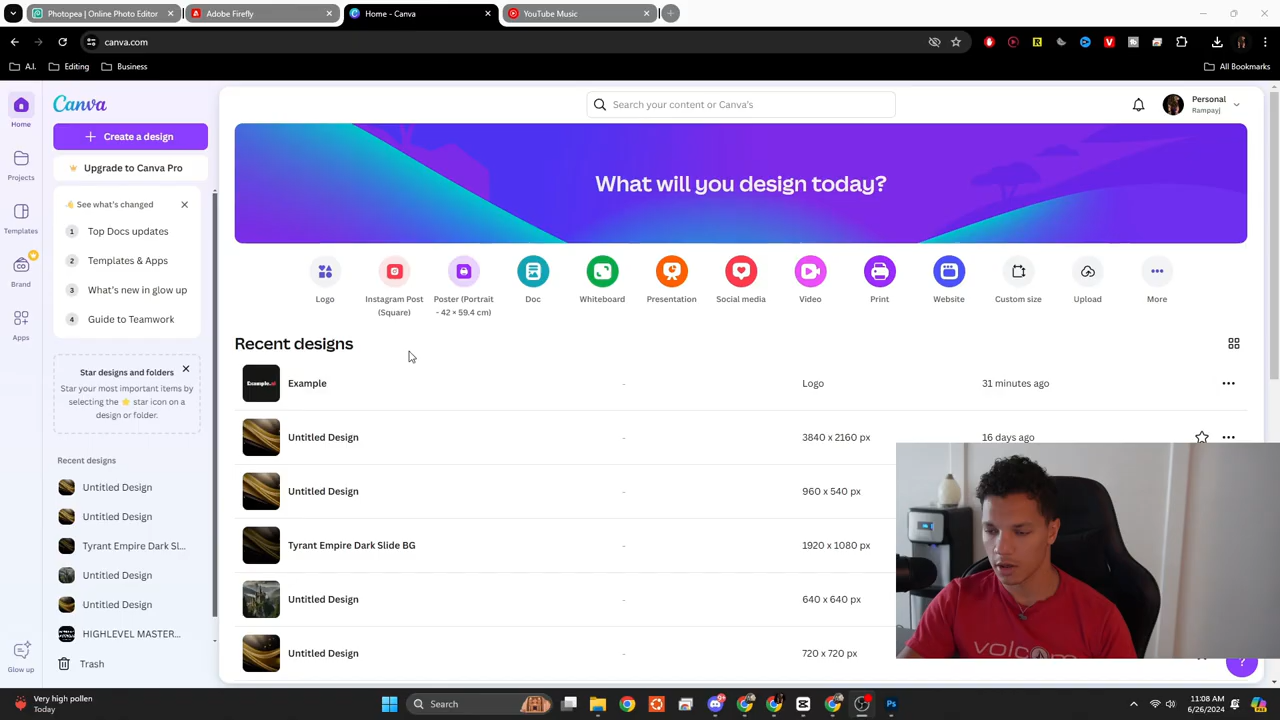 Photopea | Online Photo Editor
Adobe Firefly
Home - Canva
YouTube Music
canva.com
A.I.
Editing
Business
All Bookmarks
Home
Projects
Templates
Brand
Apps
Glow up
Canva
Create a design
Upgrade to Canva Pro
See what's changed
1 Top Docs updates
2 Templates & Apps
3 What's new in glow up
4 Guide to Teamwork
Star designs and folders
Star your most important items by
selecting the star icon on a
design or folder.
Recent designs
Untitled Design
Untitled Design
Tyrant Empire Dark Sl...
Untitled Design
Untitled Design
HIGHLEVEL MASTER...
Trash
Search your content or Canva's
Personal
Rampayj
What will you design today?
Logo
Instagram Post
(Square)
Poster (Portrait
- 42 × 59.4 cm)
Doc
Whiteboard
Presentation
Social media
Video
Print
Website
Custom size
Upload
More
Recent designs
Example.ai
Example - Logo 31 minutes ago
Untitled Design - 3840 x 2160 px 16 days ago
Untitled Design - 960 x 540 px
Tyrant Empire Dark Slide BG - 1920 x 1080 px
Untitled Design - 640 x 640 px
Untitled Design - 720 x 720 px
volcom
?
Very high pollen
Today
Search
11:08 AM
6/26/2024